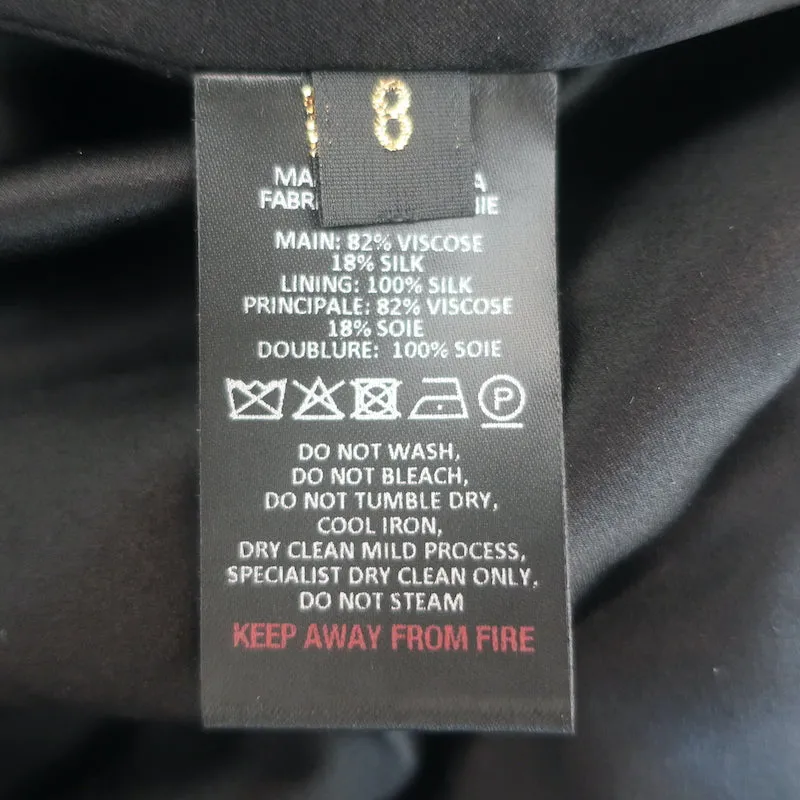 8
MAIN: 82% VISCOSE
18% SILK
LINING: 100% SILK
PRINCIPALE: 82% VISCOSE
18% SOIE
DOUBLURE: 100% SOIE
P
DO NOT WASH,
DO NOT BLEACH,
DO NOT TUMBLE DRY,
COOL IRON,
DRY CLEAN MILD PROCESS,
SPECIALIST DRY CLEAN ONLY,
DO NOT STEAM
KEEP AWAY FROM FIRE